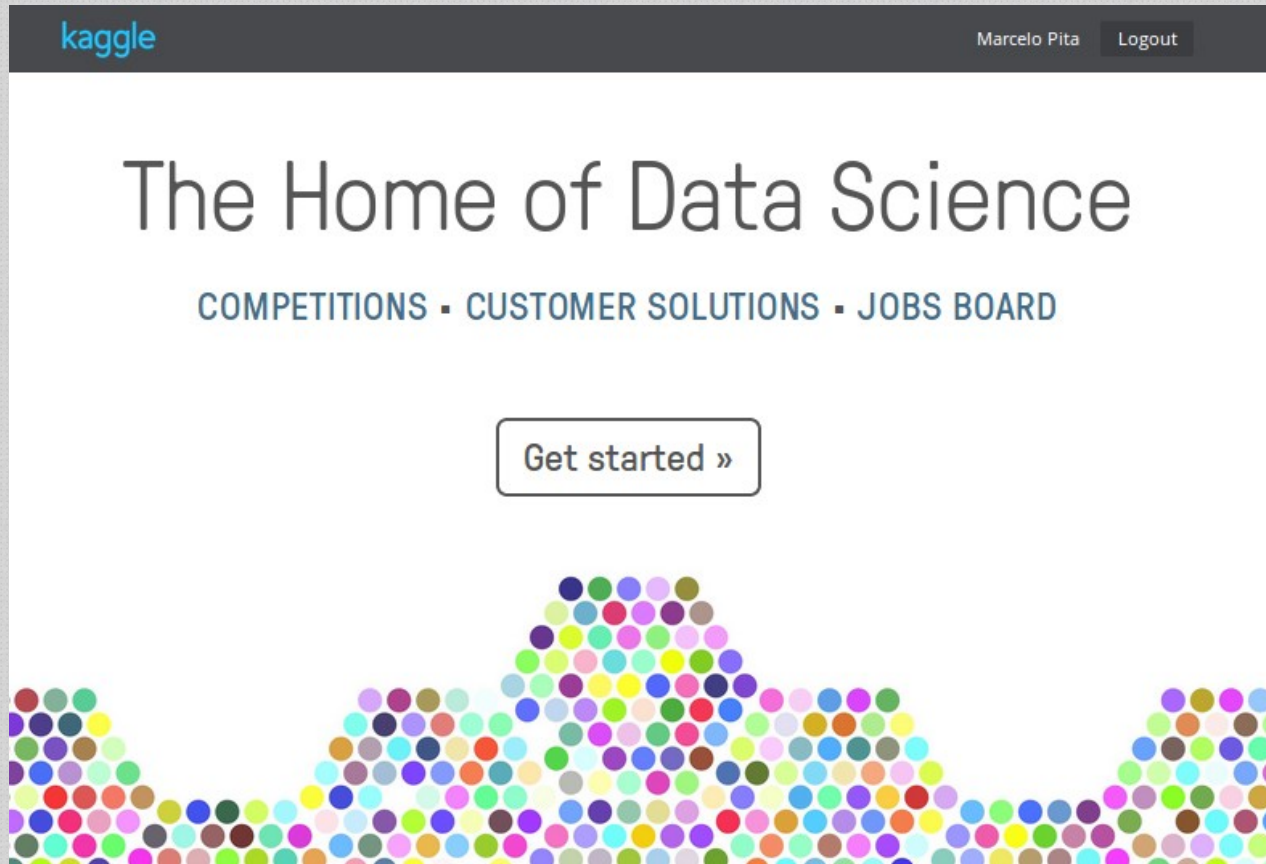 kaggle
Marcelo Pita Logout
The Home of Data Science
COMPETITIONS ▪ CUSTOMER SOLUTIONS ▪ JOBS BOARD
Get started »